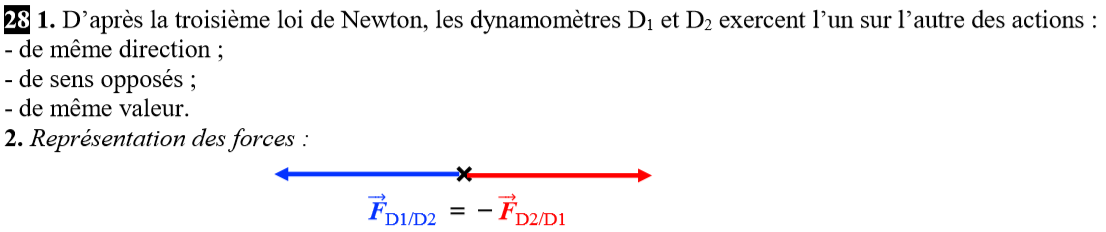 28 1. D’après la troisième loi de Newton, les dynamomètres D₁ et D₂ exercent l’un sur l’autre des actions :
- de même direction ;
- de sens opposés ;
- de même valeur.
2. Représentation des forces :
F⃗ D1/D2 = − F⃗ D2/D1